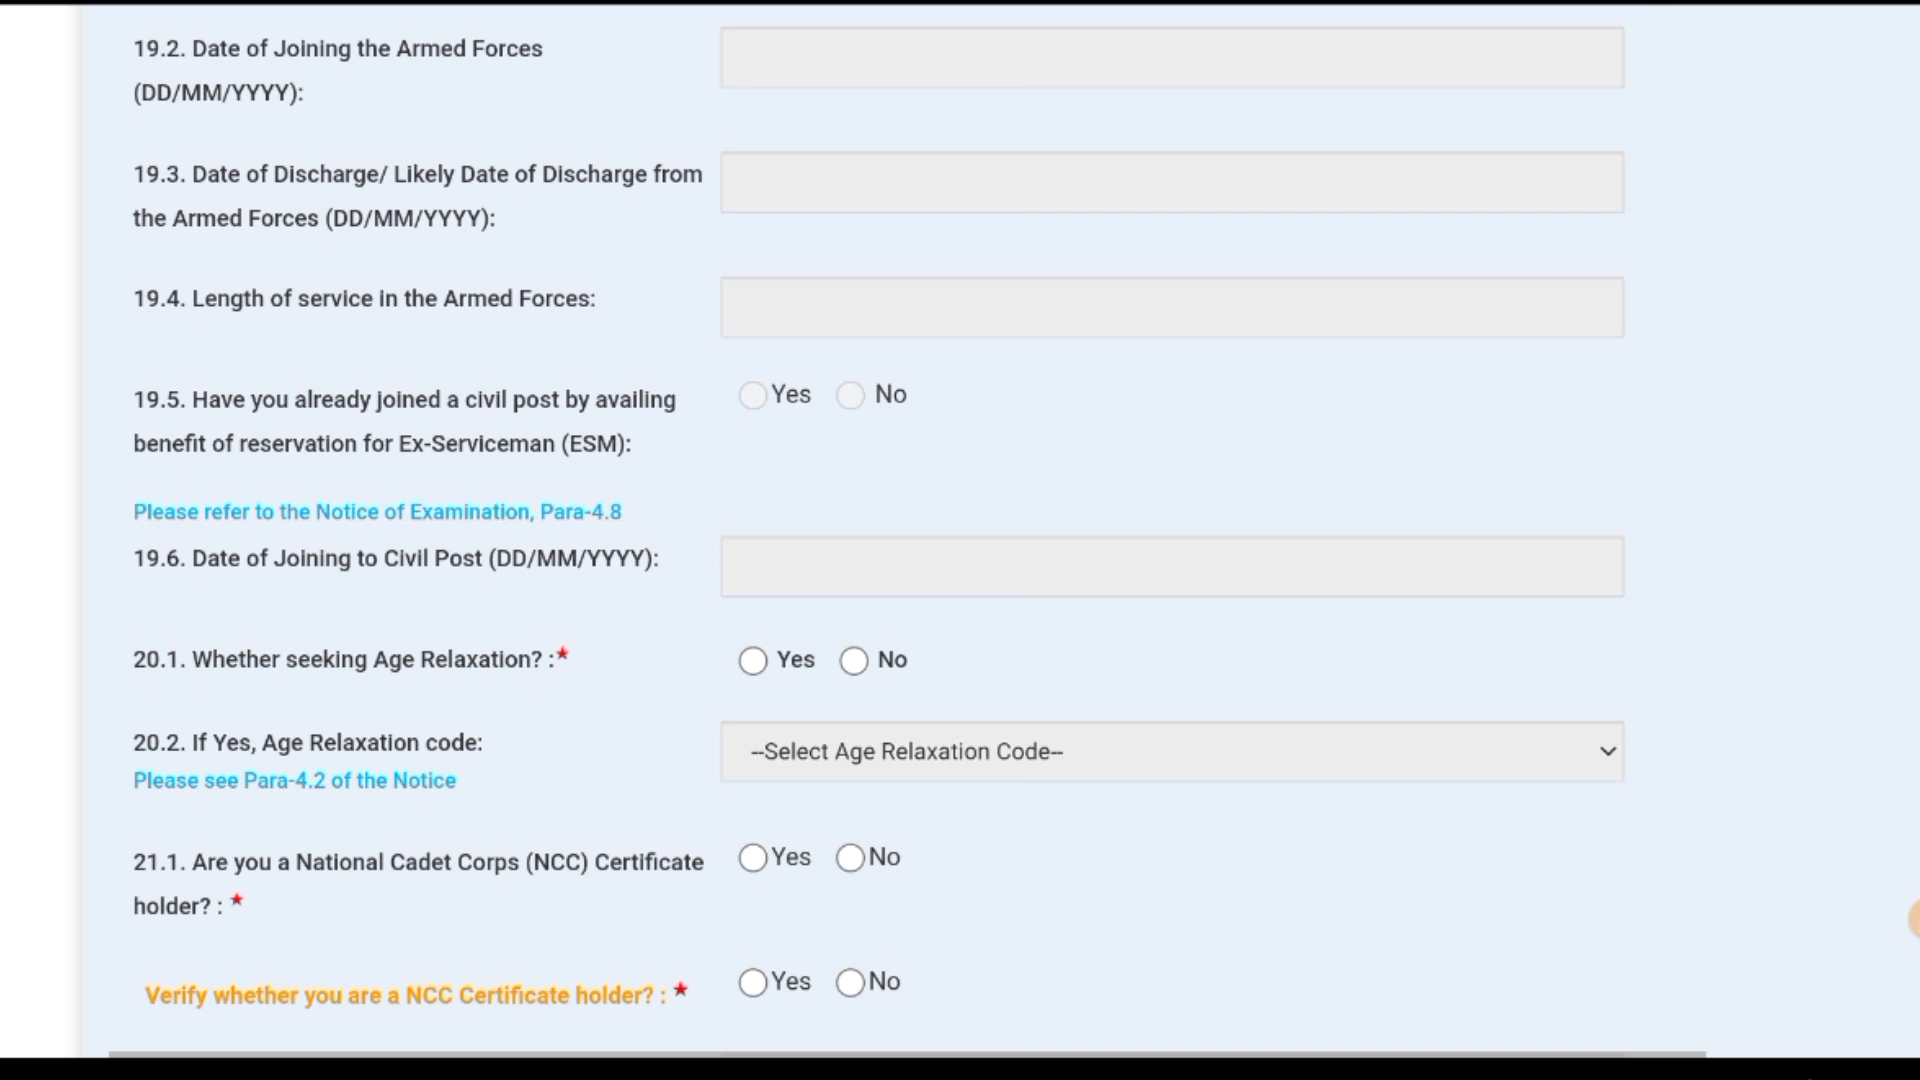 19.2. Date of Joining the Armed Forces
(DD/MM/YYYY):
19.3. Date of Discharge/ Likely Date of Discharge from
the Armed Forces (DD/MM/YYYY):
19.4. Length of service in the Armed Forces:
19.5. Have you already joined a civil post by availing
benefit of reservation for Ex-Serviceman (ESM):
Yes No
Please refer to the Notice of Examination, Para-4.8
19.6. Date of Joining to Civil Post (DD/MM/YYYY):
20.1. Whether seeking Age Relaxation? :* Yes No
20.2. If Yes, Age Relaxation code:
Please see Para-4.2 of the Notice
--Select Age Relaxation Code--
21.1. Are you a National Cadet Corps (NCC) Certificate
holder? : *
Yes No
Verify whether you are a NCC Certificate holder? : * Yes No